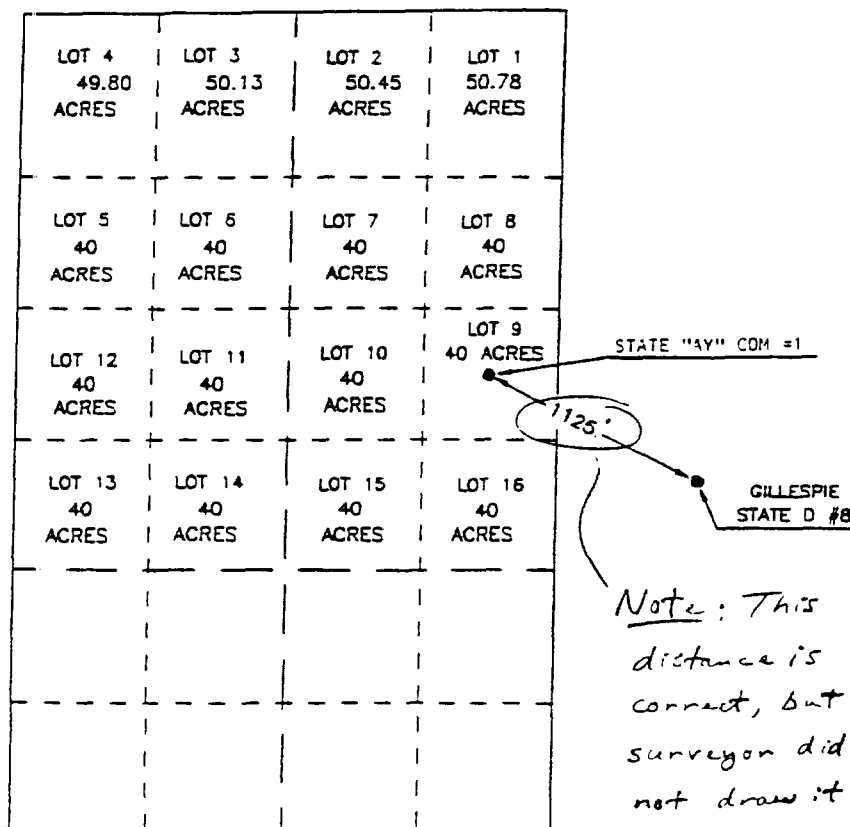 LOT 4
49.80
ACRES
LOT 3
50.13
ACRES
LOT 2
50.45
ACRES
LOT 1
50.78
ACRES
LOT 5
40
ACRES
LOT 6
40
ACRES
LOT 7
40
ACRES
LOT 8
40
ACRES
LOT 12
40
ACRES
LOT 11
40
ACRES
LOT 10
40
ACRES
LOT 9
40 ACRES
STATE "AY" COM =1
1125.'
LOT 13
40
ACRES
LOT 14
40
ACRES
LOT 15
40
ACRES
LOT 16
40
ACRES
GILLESPIE
STATE D #8
Note: This
distance is
correct, but
surveyor did
not draw it